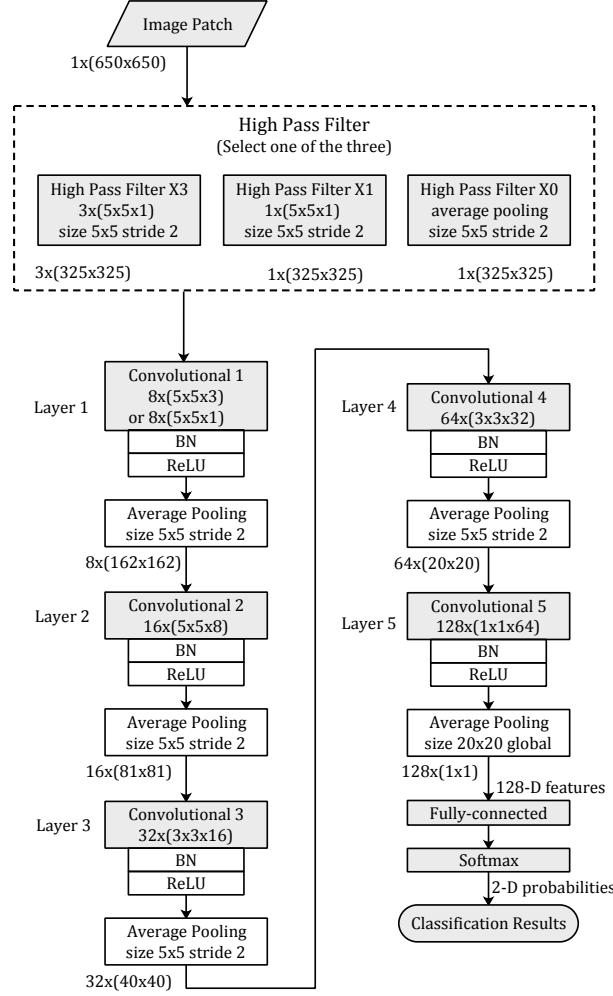 Image Patch
1x(650x650)
High Pass Filter
(Select one of the three)
High Pass Filter X3
3x(5x5x1)
size 5x5 stride 2
High Pass Filter X1
1x(5x5x1)
size 5x5 stride 2
High Pass Filter X0
average pooling
size 5x5 stride 2
3x(325x325)
1x(325x325)
1x(325x325)
Layer 1
Convolutional 1
8x(5x5x3)
or 8x(5x5x1)
BN
ReLU
Average Pooling
size 5x5 stride 2
8x(162x162)
Layer 2
Convolutional 2
16x(5x5x8)
BN
ReLU
Average Pooling
size 5x5 stride 2
16x(81x81)
Layer 3
Convolutional 3
32x(3x3x16)
BN
ReLU
Average Pooling
size 5x5 stride 2
32x(40x40)
Layer 4
Convolutional 4
64x(3x3x32)
BN
ReLU
Average Pooling
size 5x5 stride 2
64x(20x20)
Layer 5
Convolutional 5
128x(1x1x64)
BN
ReLU
Average Pooling
size 20x20 global
128x(1x1)
128-D features
Fully-connected
Softmax
2-D probabilities
Classification Results